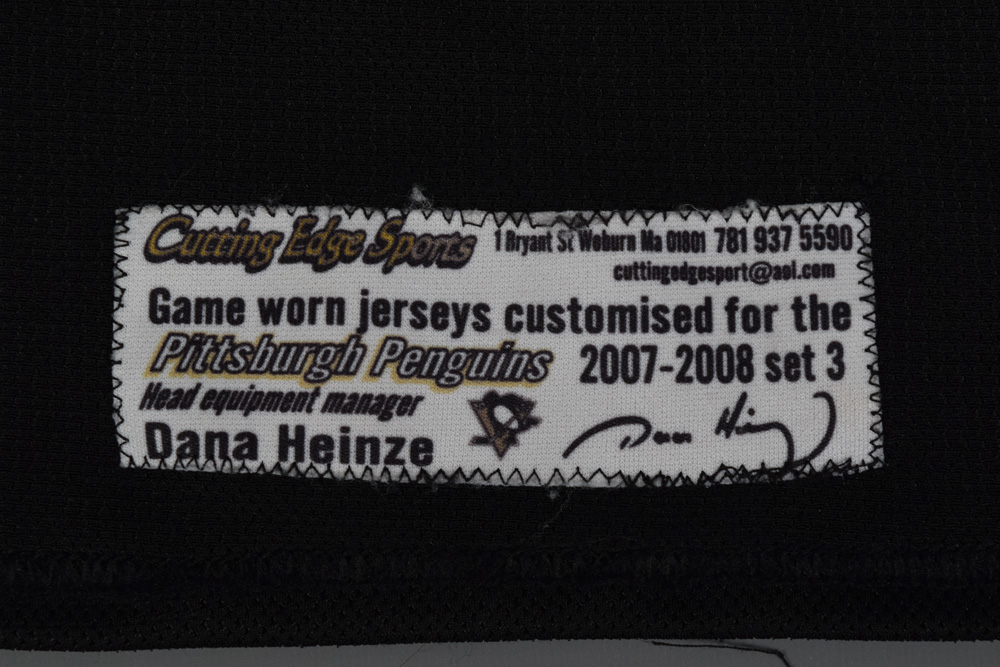 Cutting Edge Sports 1 Bryant St Woburn Ma 01801 781 937 5590
cuttingedgesport@aol.com
Game worn jerseys customised for the
Pittsburgh Penguins 2007-2008 set 3
Head equipment manager
Dana Heinze